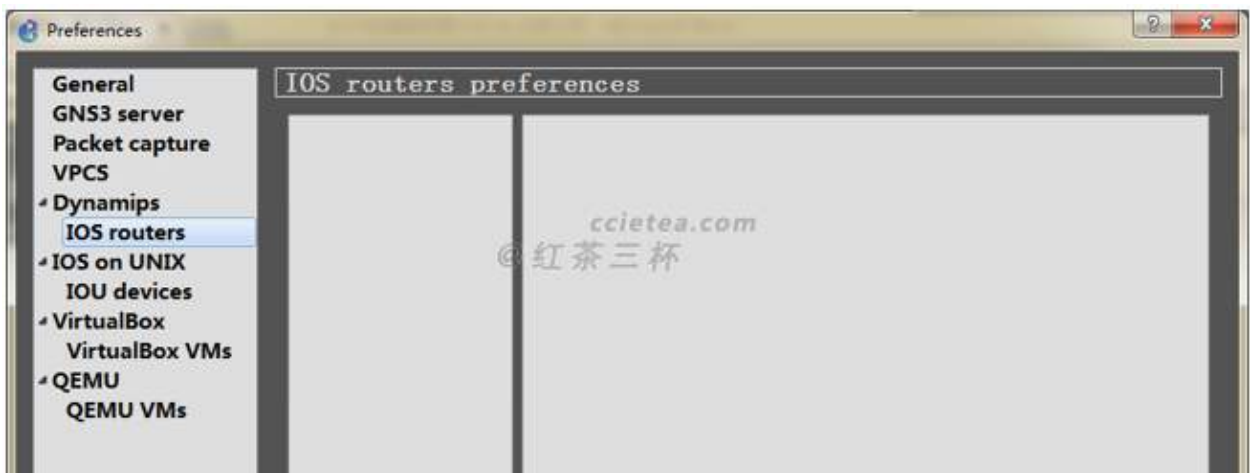 Preferences
General
GNS3 server
Packet capture
VPCS
Dynamips
IOS routers
IOS on UNIX
IOU devices
VirtualBox
VirtualBox VMs
QEMU
QEMU VMs
IOS routers preferences
ccietea.com
@红茶三杯